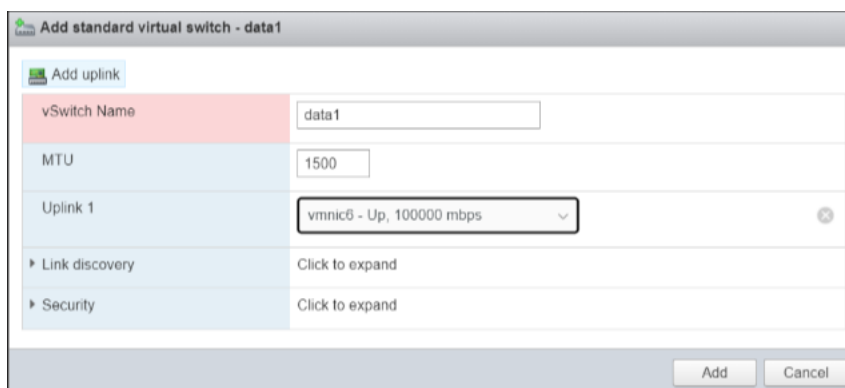 Add standard virtual switch - data1
Add uplink
vSwitch Name
data1
MTU
1500
Uplink 1
vmnic6 - Up, 100000 mbps
Link discovery
Click to expand
Security
Click to expand
Add
Cancel